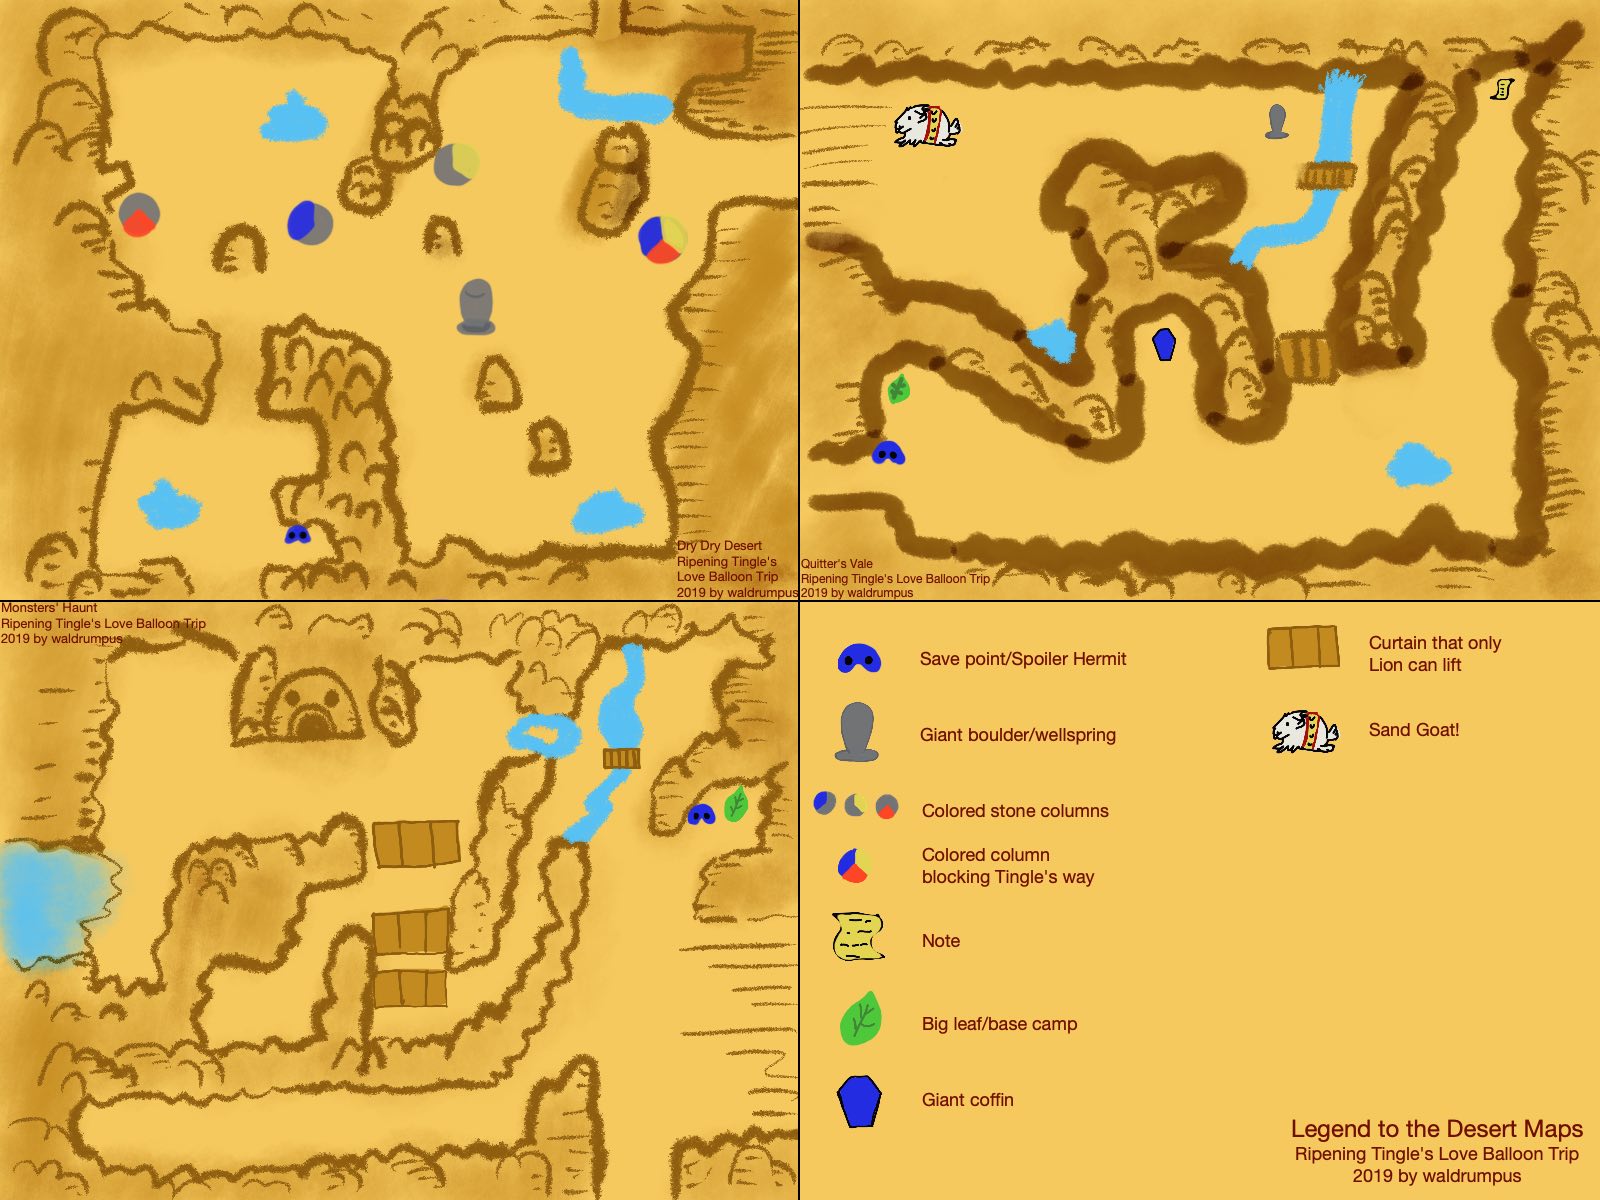 Dry Dry Desert
Ripening Tingle's
Love Balloon Trip
2019 by waldrumpus
Quitter's Vale
Ripening Tingle's Love Balloon Trip
2019 by waldrumpus
Monsters' Haunt
Ripening Tingle's Love Balloon Trip
2019 by waldrumpus
Save point/Spoiler Hermit
Giant boulder/wellspring
Colored stone columns
Colored column
blocking Tingle's way
Note
Big leaf/base camp
Giant coffin
Curtain that only
Lion can lift
Sand Goat!
Legend to the Desert Maps
Ripening Tingle's Love Balloon Trip
2019 by waldrumpus